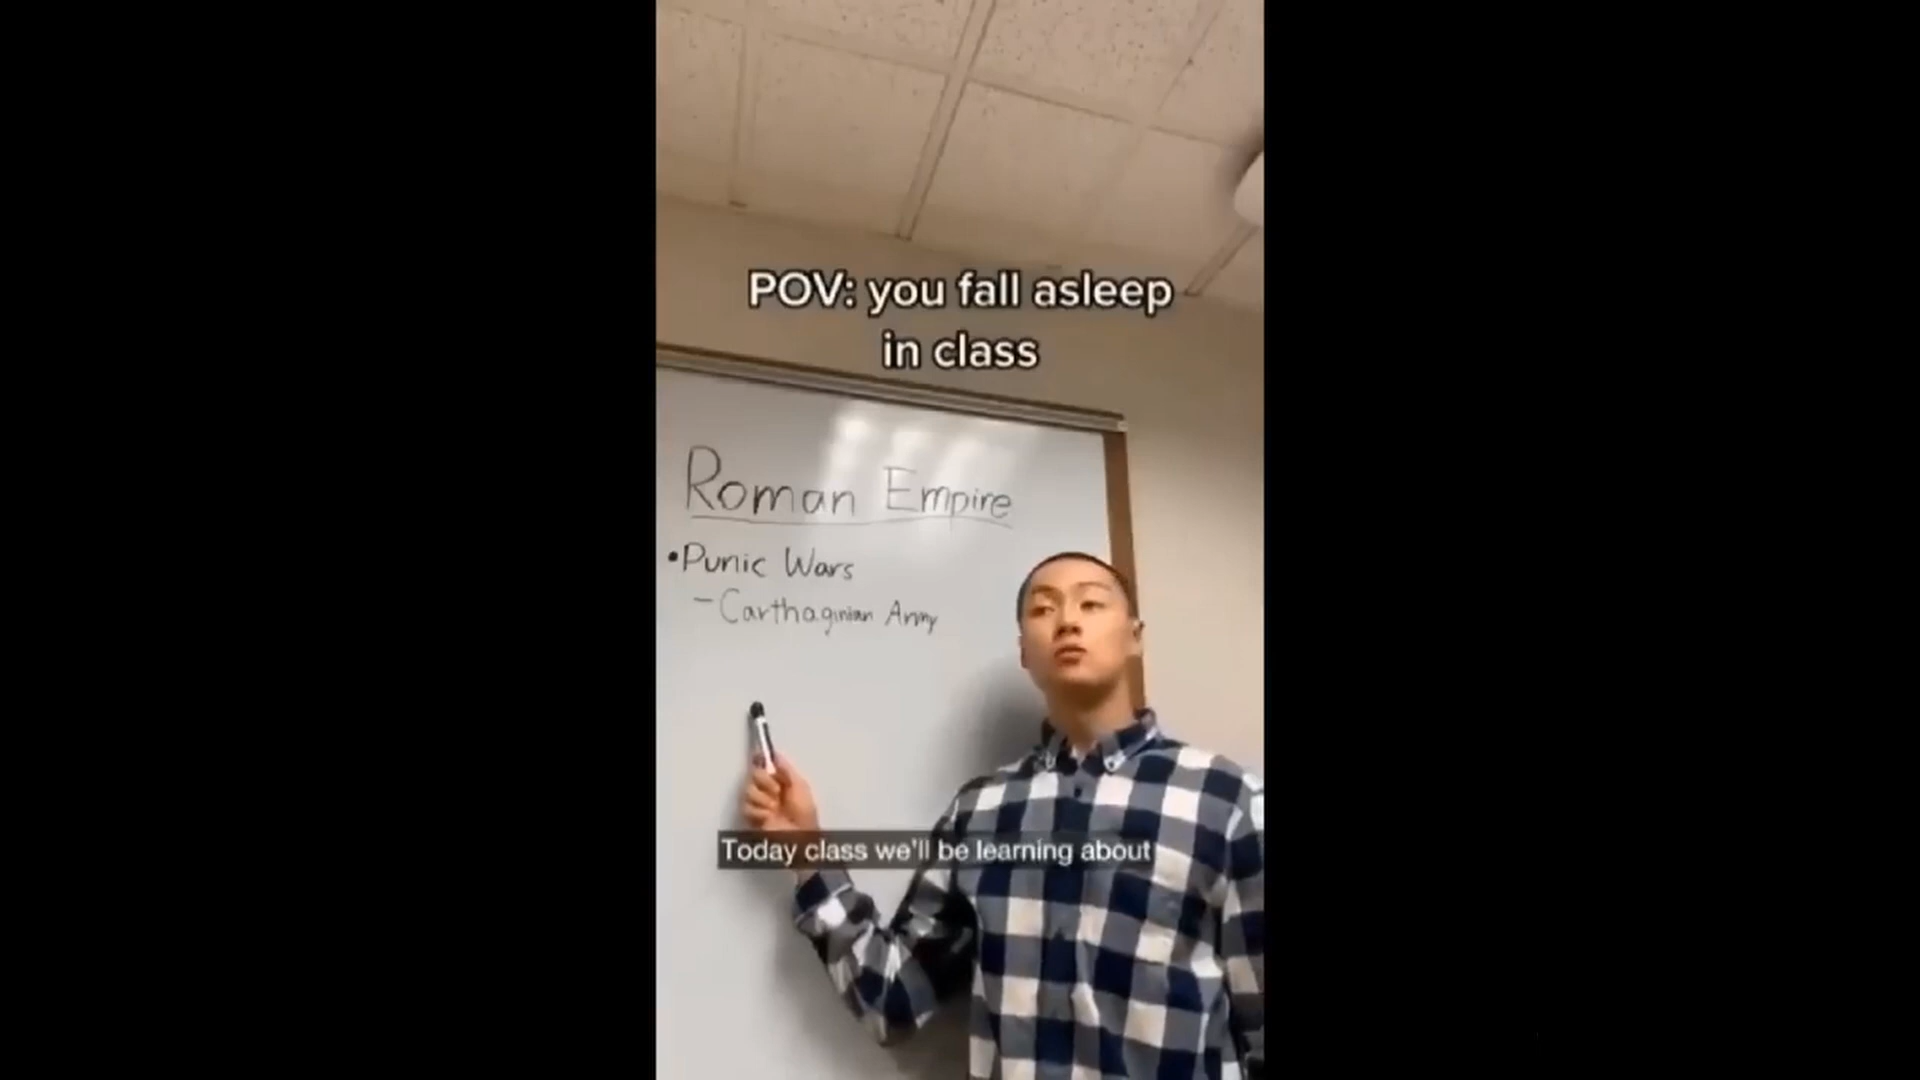 POV: you fall asleep
in class
Roman Empire
•Punic Wars
-Carthaginian Army
Today class we'll be learning about